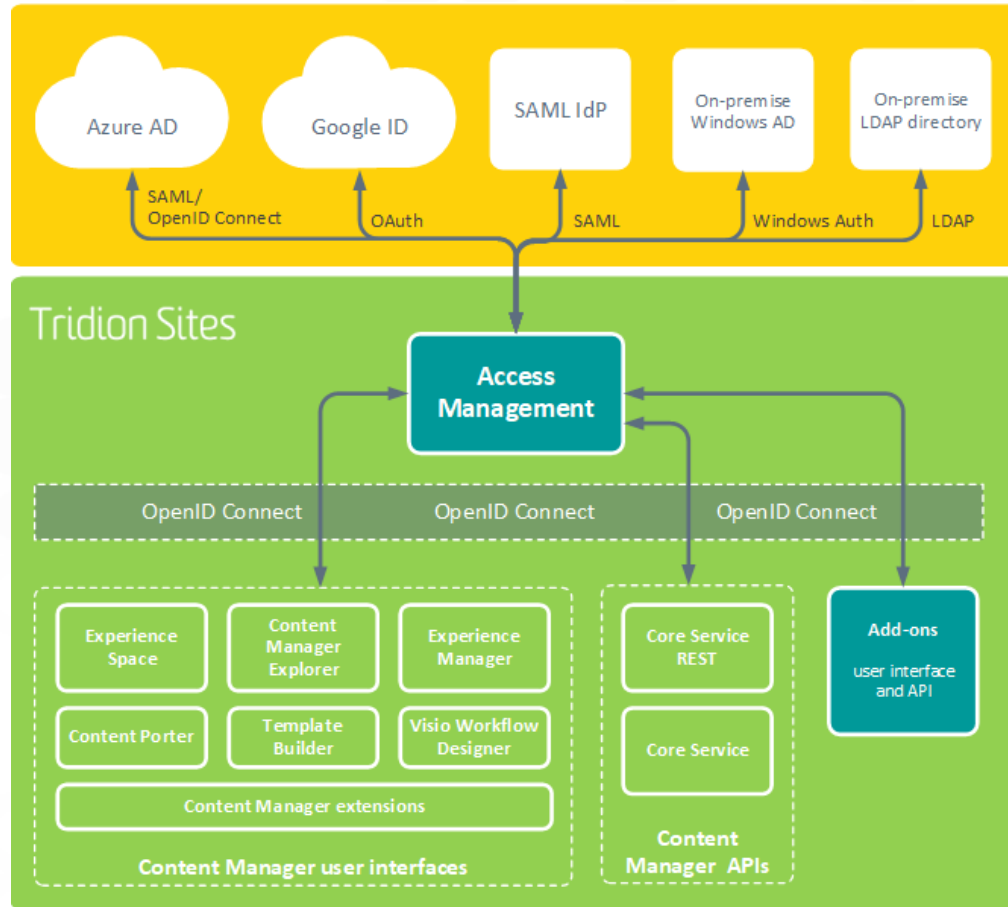 Azure AD
Google ID
SAML IdP
On-premise
Windows AD
On-premise
LDAP directory
SAML/
OpenID Connect
OAuth
SAML
Windows Auth
LDAP
Tridion Sites
Access
Management
OpenID Connect
OpenID Connect
OpenID Connect
Experience
Space
Content
Manager
Explorer
Experience
Manager
Core Service
REST
Add-ons
user interface
and API
Content Porter
Template
Builder
Visio Workflow
Designer
Core Service
Content Manager extensions
Content Manager user interfaces
Content
Manager APIs